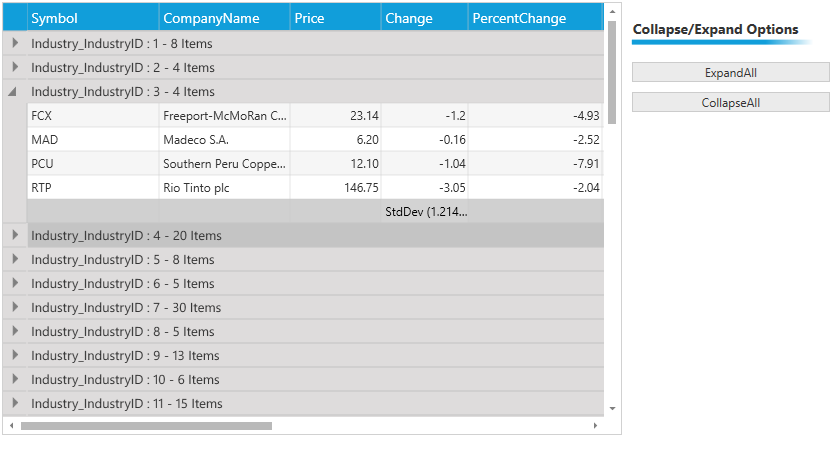 Symbol CompanyName Price Change PercentChange
Industry_IndustryID : 1 - 8 Items
Industry_IndustryID : 2 - 4 Items
Industry_IndustryID : 3 - 4 Items
FCX Freeport-McMoRan C... 23.14 -1.2 -4.93
MAD Madeco S.A. 6.20 -0.16 -2.52
PCU Southern Peru Coppe... 12.10 -1.04 -7.91
RTP Rio Tinto plc 146.75 -3.05 -2.04
StdDev (1.214...
Industry_IndustryID : 4 - 20 Items
Industry_IndustryID : 5 - 8 Items
Industry_IndustryID : 6 - 5 Items
Industry_IndustryID : 7 - 30 Items
Industry_IndustryID : 8 - 5 Items
Industry_IndustryID : 9 - 13 Items
Industry_IndustryID : 10 - 6 Items
Industry_IndustryID : 11 - 15 Items
Collapse/Expand Options
ExpandAll
CollapseAll